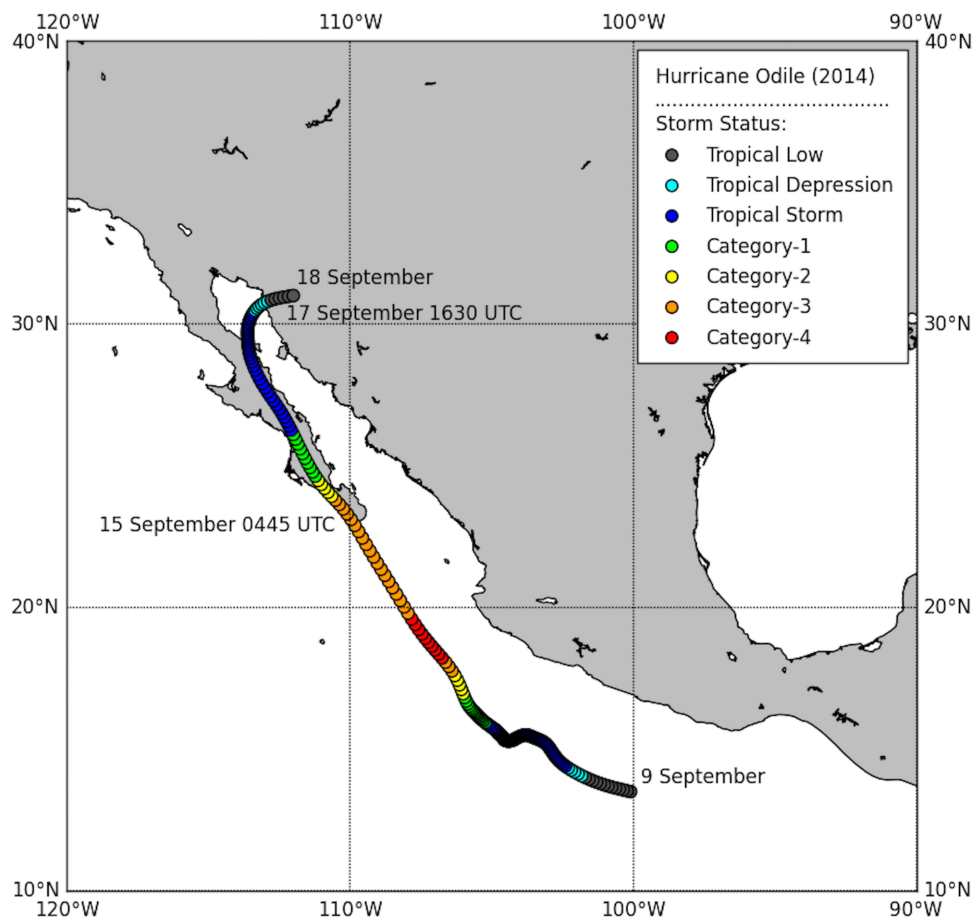 120°W 110°W 100°W 90°W
40°N 40°N
Hurricane Odile (2014)
Storm Status:
Tropical Low
Tropical Depression
Tropical Storm
Category-1
Category-2
Category-3
Category-4
18 September
17 September 1630 UTC
30°N 30°N
15 September 0445 UTC
20°N 20°N
9 September
10°N 10°N
120°W 110°W 100°W 90°W